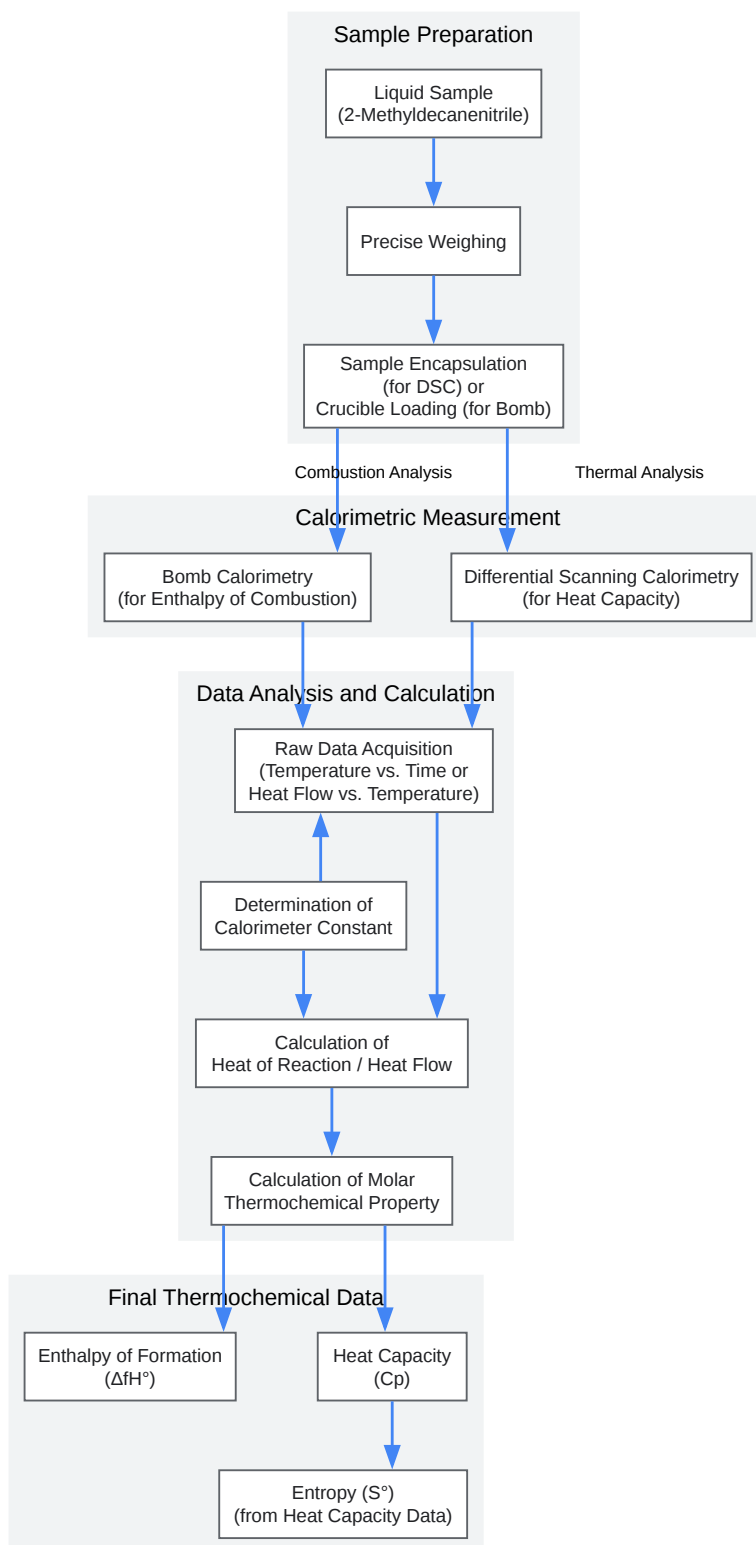 Sample Preparation
Liquid Sample
(2-Methyldecanenitrile)
Precise Weighing
Sample Encapsulation
(for DSC) or
Crucible Loading (for Bomb)
Combustion Analysis
Thermal Analysis
Calorimetric Measurement
Bomb Calorimetry
(for Enthalpy of Combustion)
Differential Scanning Calorimetry
(for Heat Capacity)
Data Analysis and Calculation
Raw Data Acquisition
(Temperature vs. Time or
Heat Flow vs. Temperature)
Determination of
Calorimeter Constant
Calculation of
Heat of Reaction / Heat Flow
Calculation of Molar
Thermochemical Property
Final Thermochemical Data
Enthalpy of Formation
(ΔfH°)
Heat Capacity
(Cp)
Entropy (S°)
(from Heat Capacity Data)